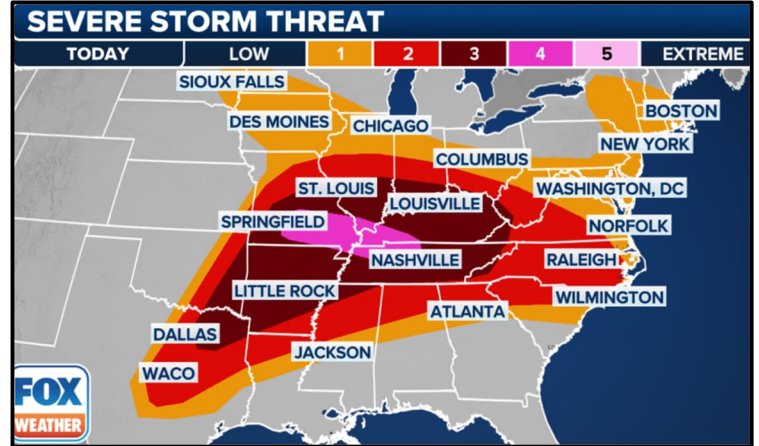 SEVERE STORM THREAT
TODAY LOW 1 2 3 4 5 EXTREME
SIOUX FALLS
DES MOINES
CHICAGO
BOSTON
NEW YORK
COLUMBUS
ST. LOUIS
LOUISVILLE
WASHINGTON, DC
SPRINGFIELD
NORFOLK
NASHVILLE
RALEIGH
LITTLE ROCK
WILMINGTON
ATLANTA
DALLAS
JACKSON
WACO
FOX
WEATHER